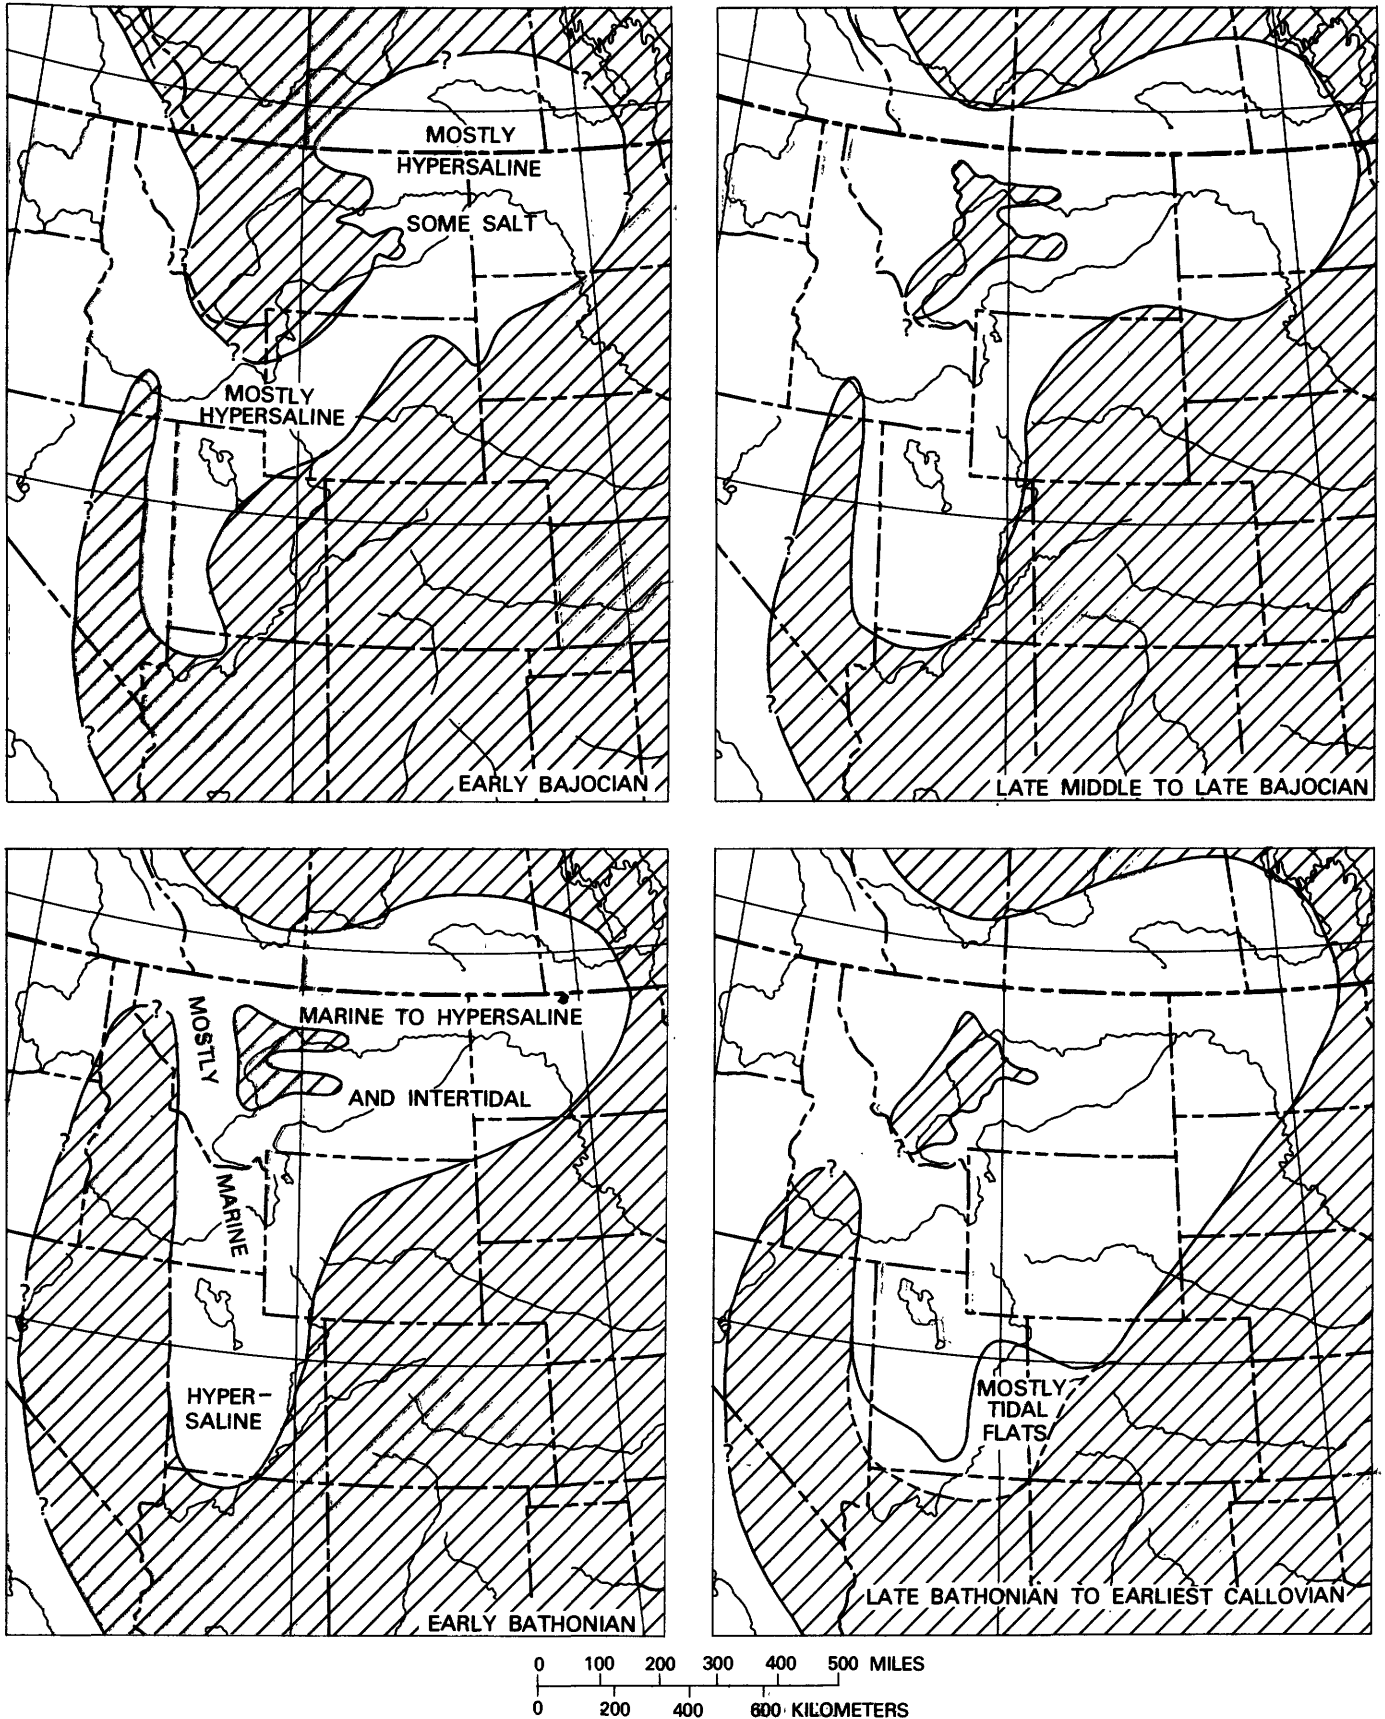 ?
?
MOSTLY
HYPERSALINE
SOME SALT
?
?
MOSTLY
HYPERSALINE
?
?
EARLY BAJOCIAN
?
?
?
LATE MIDDLE TO LATE BAJOCIAN
?
MOSTLY
MARINE TO HYPERSALINE
AND INTERTIDAL
?
MARINE
?
HYPER-
SALINE
?
EARLY BATHONIAN
?
?
MOSTLY
TIDAL
FLATS
?
LATE BATHONIAN TO EARLIEST CALLOVIAN
0 100 200 300 400 500 MILES
0 200 400 600 KILOMETERS